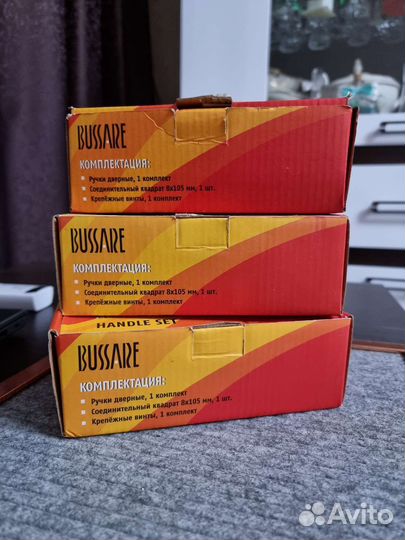 BUSSARE
КОМПЛЕКТАЦИЯ:
Ручки дверные, 1 комплект
Соединительный квадрат 8х105 мм, 1 шт.
Крепёжные винты, 1 комплект
BUSSARE
КОМПЛЕКТАЦИЯ:
Ручки дверные, 1 комплект
Соединительный квадрат 8х105 мм, 1 шт.
Крепёжные винты, 1 комплект
HANDLE SET
BUSSARE
КОМПЛЕКТАЦИЯ:
Ручки дверные, 1 комплект
Соединительный квадрат 8х105 мм, 1 шт.
Крепёжные винты, 1 комплект
Avito